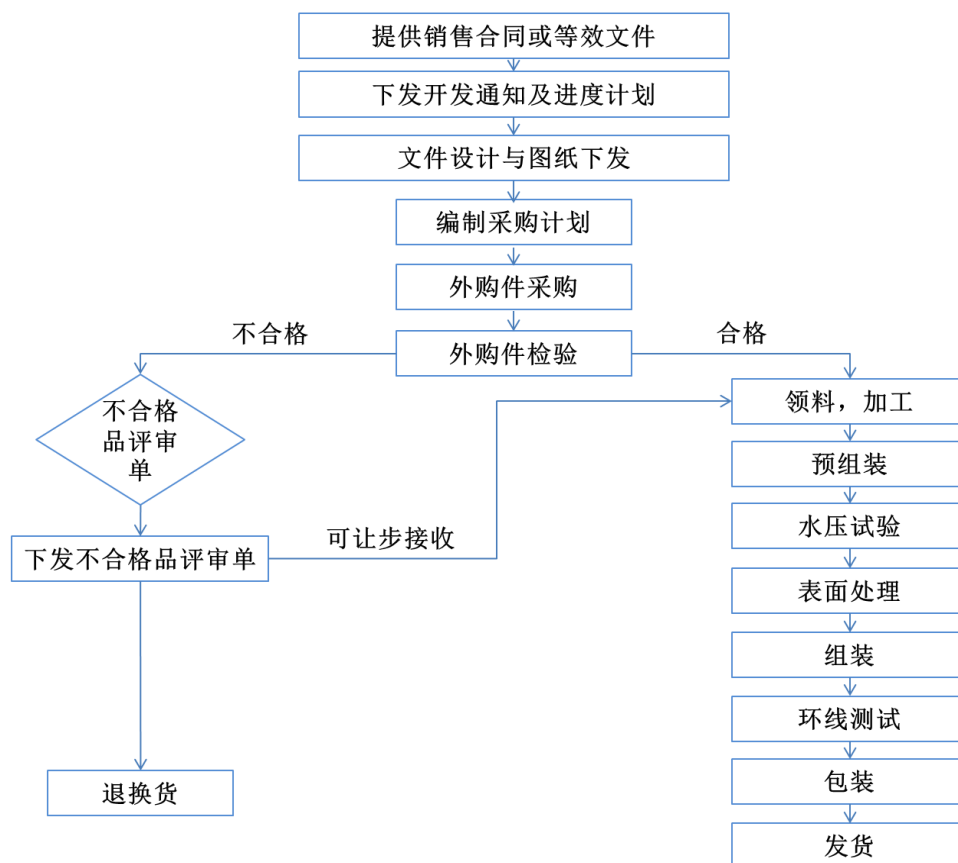 提供销售合同或等效文件
下发开发通知及进度计划
文件设计与图纸下发
编制采购计划
外购件采购
不合格
外购件检验
合格
不合格
品评审
单
领料，加工
预组装
水压试验
可让步接收
下发不合格品评审单
表面处理
组装
环线测试
退换货
包装
发货